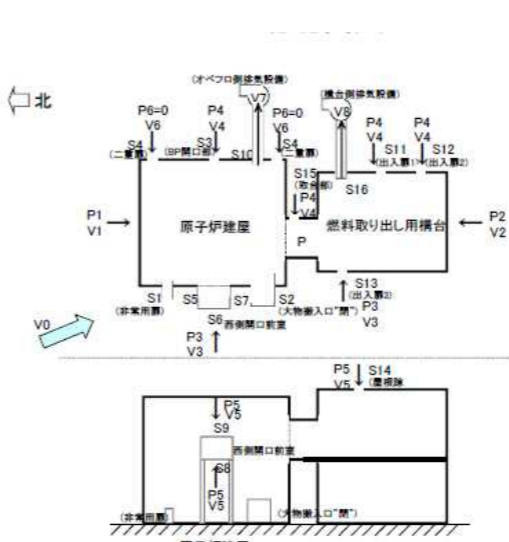 (オペフロ側排気設備)
V7
(構台側排気設備)
V8
北
P6=0
V6
S4
(二重扉)
P4
V4
S3
(BP開口部)
S10
P6=0
V6
S4
(二重扉)
P4
V4
S11
(出入扉1)
P4
V4
S12
(出入扉2)
S15
(取合部)
P4
V4
S16
P1
V1
原子炉建屋
P
燃料取り出し用構台
P2
V2
S1
(非常用扉)
S5
S7
S2
(大物搬入口"閉")
S6 西側開口前室
S13
(出入扉3)
P3
V3
V0
P3
V3
P5
V5
S14
(屋根隙
P5
V5
S9
西側開口前室
S8
P5
V5
(非常用扉)
(大物搬入口"閉")